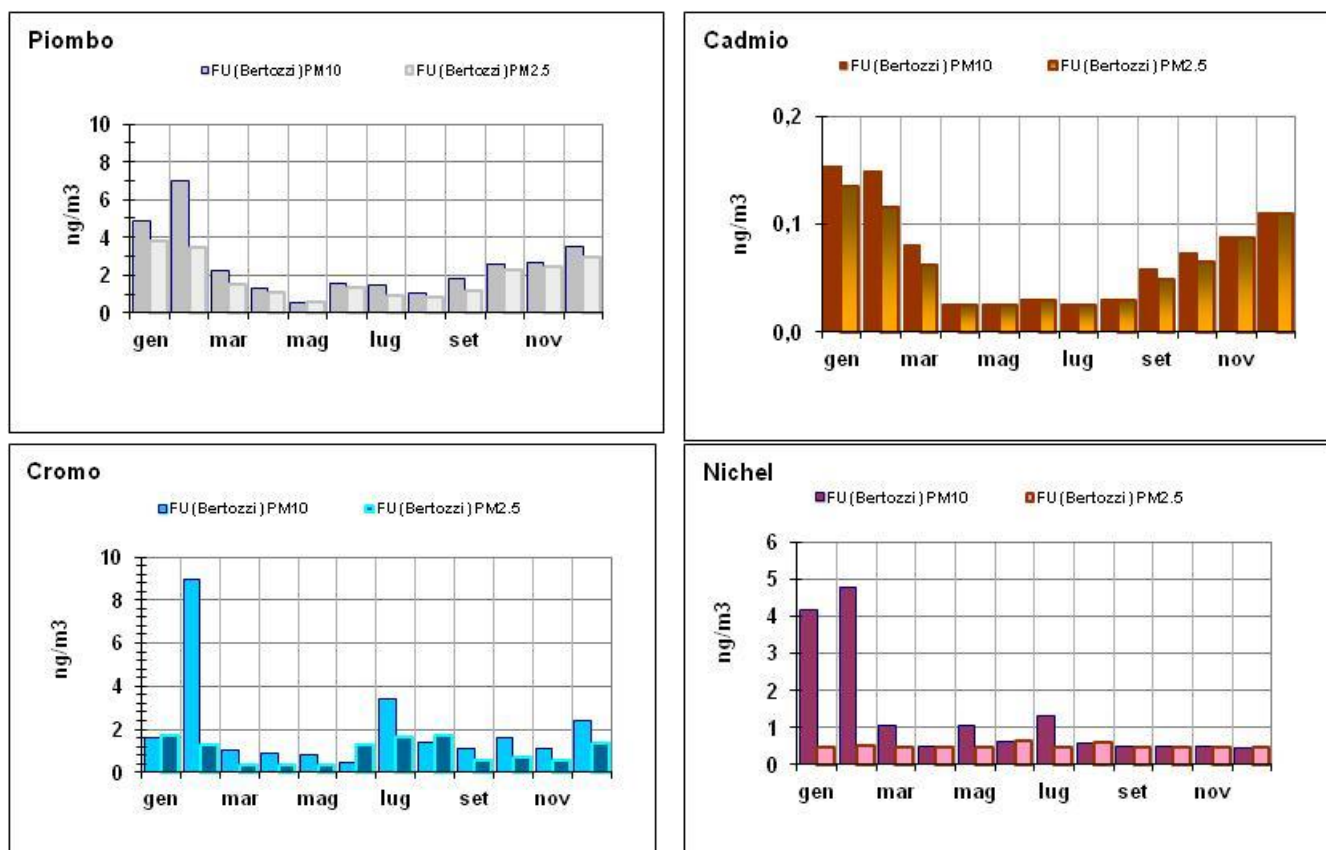 Piombo
FU(Bertozzi)PM10 FU(Bertozzi)PM2.5
10
8
6
4
2
0
ng/m3
gen mar mag lug set nov
Cadmio
FU(Bertozzi)PM10 FU(Bertozzi)PM2.5
0,2
0,1
0,0
ng/m3
gen mar mag lug set nov
Cromo
FU(Bertozzi)PM10 FU(Bertozzi)PM2.5
10
8
6
4
2
0
ng/m3
gen mar mag lug set nov
Nichel
FU(Bertozzi)PM10 FU(Bertozzi)PM2.5
6
5
4
3
2
1
0
ng/m3
gen mar mag lug set nov